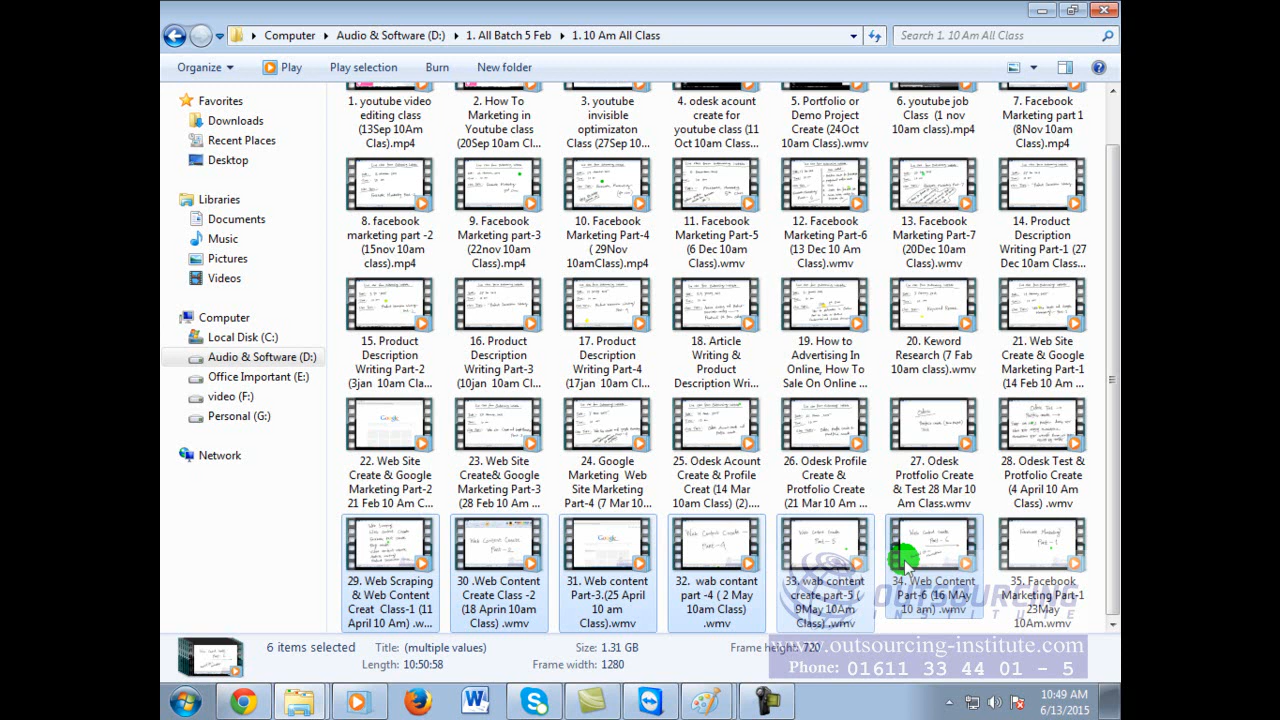 Computer ▸ Audio & Software (D:) ▸ 1. All Batch 5 Feb ▸ 1. 10 Am All Class
Search 1. 10 Am All Class
Organize Play Play selection Burn New folder
Favorites
Downloads
Recent Places
Desktop
Libraries
Documents
Music
Pictures
Videos
Computer
Local Disk (C:)
Audio & Software (D:)
Office Important (E:)
video (F:)
Personal (G:)
Network
1. youtube video
editing class
(13Sep 10Am
Clas).mp4
2. How To
Marketing in
Youtube class
(20Sep 10am Cl...
3. youtube
invisible
optimizaton
Class (27Sep 10...
4. odesk acount
create for
youtube class (11
Oct 10am Class)...
5. Portfolio or
Demo Project
Create (24Oct
10am Class).wmv
6. youtube job
Class (1 nov
10am class).mp4
7. Facebook
Marketing part 1
(8Nov 10am
Class).mp4
8. facebook
marketing part -2
(15nov 10am
class).mp4
9. Facebook
Marketing part-3
(22nov 10am
Class).mp4
10. Facebook
Marketing Part-4
( 29Nov
10amClass).mp4
11. Facebook
Marketing Part-5
(6 Dec 10am
Class).wmv
12. Facebook
Marketing Part-6
(13 Dec 10 Am
Class).wmv
13. Facebook
Marketing Part-7
(20Dec 10am
Class).wmv
14. Product
Description
Writing Part-1 (27
Dec 10am Class...
15. Product
Description
Writing Part-2
(3jan 10am Cla...
16. Product
Description
Writing Part-3
(10jan 10am Cl...
17. Product
Description
Writing Part-4
(17jan 10am Cl...
18. Article
Writing &
Product
Description Wri...
19. How to
Advertising In
Online, How To
Sale On Online ...
20. Keword
Research (7 Fab
10am class).wmv
21. Web Site
Create & Google
Marketing Part-1
(14 Feb 10 Am ...
22. Web Site
Create & Google
Marketing Part-2
21 Feb 10 Am C...
23. Web Site
Create& Google
Marketing Part-3
(28 Feb 10 Am ...
24. Google
Marketing Web
Site Marketing
Part-4 (7 Mar 10...
25. Odesk Acount
Create & Profile
Creat (14 Mar
10am Class) (2)....
26. Odesk Profile
Create &
Protfolio Create
(21 Mar 10 Am ...
27. Odesk
Protfolio Create
& Test 28 Mar 10
Am Class.wmv
28. Odesk Test &
Protfolio Create
(4 April 10 Am
Class) .wmv
Google
29. Web Scraping
& Web Content
Creat Class-1 (11
April 10 Am) .w...
30 .Web Content
Create Class -2
(18 Aprin 10am
Class).wmv
31. Web content
Part-3.(25 April
10 am
Class).wmv
32. wab contant
part -4 ( 2 May
10am Class)
.wmv
33. wab content
create part-5 (
9May 10Am
Class) .wmv
34. Web Content
Part-6 (16 MAy
10 am) .wmv
35. Facebook
Marketing Part-1
23May
10Am.wmv
Google
OUTSOURCING
INSTITUTE
www.outsourcing-institute.com
Phone: 01611 33 44 01 - 5
6 items selected Title: (multiple values) Size: 1.31 GB Frame height: 720
Length: 10:50:58 Frame width: 1280
10:49 AM
6/13/2015